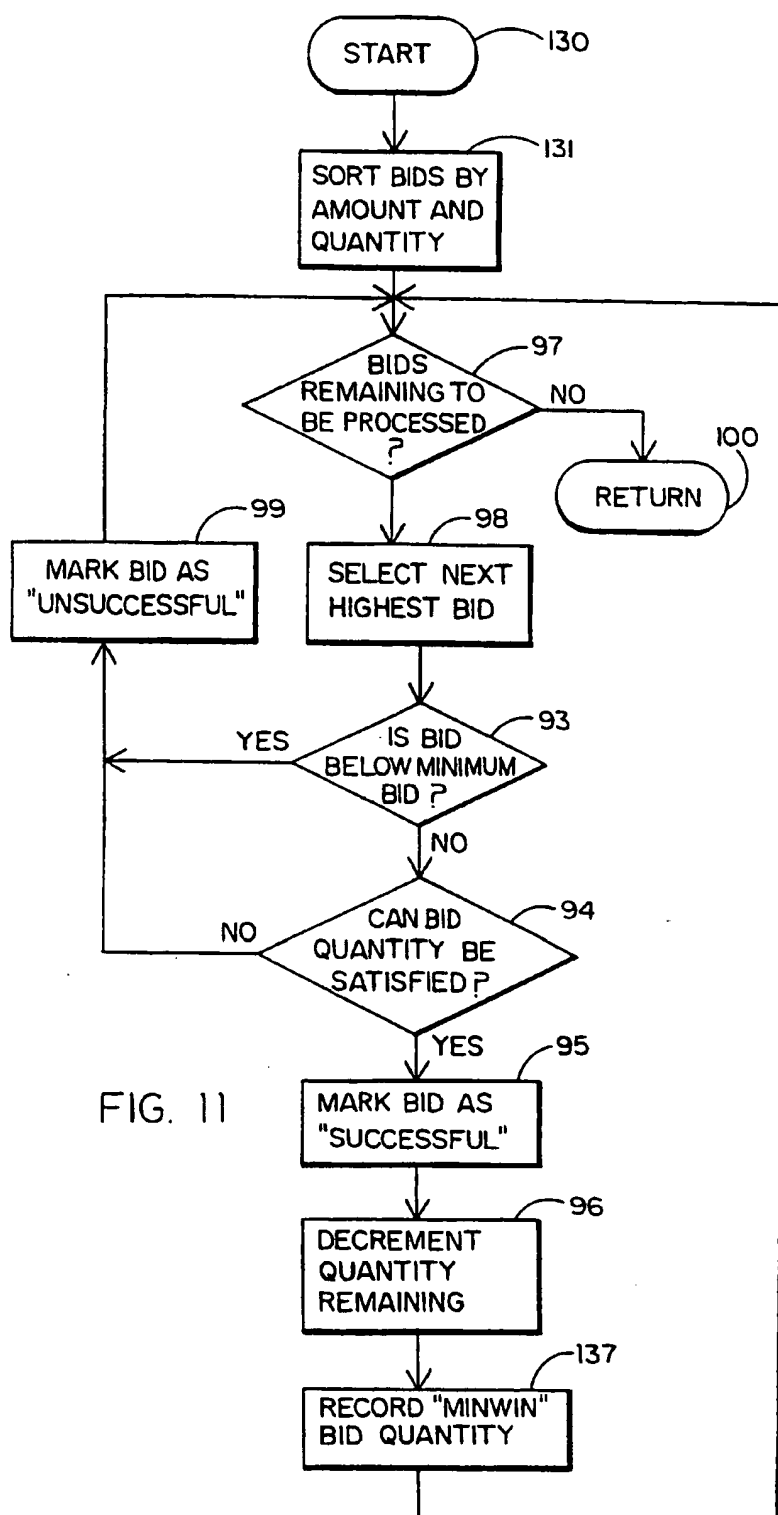 START
130
131
SORT BIDS BY
AMOUNT AND
QUANTITY
97
BIDS
REMAINING TO
BE PROCESSED
?
NO
100
RETURN
99
MARK BID AS
"UNSUCCESSFUL"
98
SELECT NEXT
HIGHEST BID
93
YES
IS BID
BELOW MINIMUM
BID?
NO
94
NO
CAN BID
QUANTITY BE
SATISFIED?
YES
95
FIG. 11
MARK BID AS
"SUCCESSFUL"
96
DECREMENT
QUANTITY
REMAINING
137
RECORD "MINWIN"
BID QUANTITY